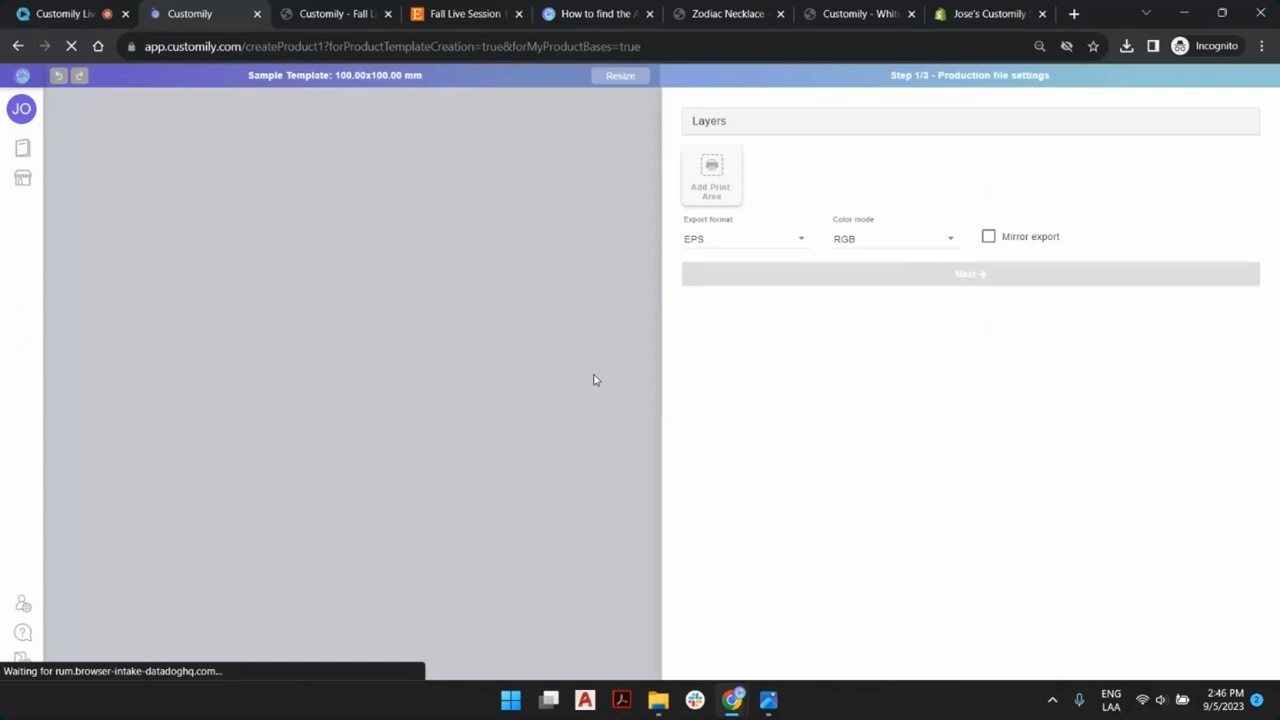 Customily Liv
Customily
Customily - Fall L
Fall Live Session
How to find the A
Zodiac Necklace
Customily - Whit
Jose's Customily
app.customily.com/createProduct1?forProductTemplateCreation=true&forMyProductBases=true
Incognito
Sample Template: 100.00x100.00 mm
Resize
Step 1/3 - Production file settings
JO
Layers
Add Print
Area
Export format
Color mode
EPS
RGB
Mirror export
Next
Waiting for rum.browser-intake-datadoghq.com...
ENG
LAA
2:46 PM
9/5/2023
2